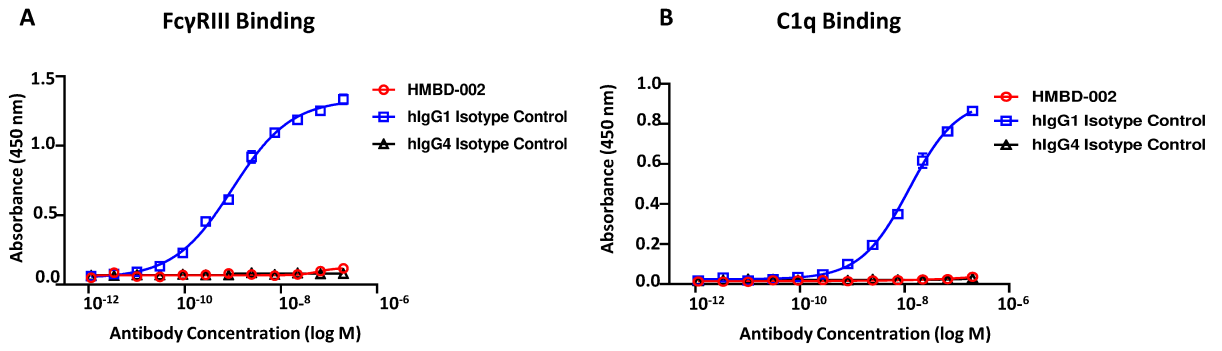 A
FcγRIII Binding
Absorbance (450 nm)
1.5
1.0
0.5
0.0
10-12
10-10
10-8
10-6
Antibody Concentration (log M)
HMBD-002
hIgG1 Isotype Control
hIgG4 Isotype Control
B
C1q Binding
Absorbance (450 nm)
1.0
0.8
0.6
0.4
0.2
0.0
10-12
10-10
10-8
10-6
Antibody Concentration (log M)
HMBD-002
hIgG1 Isotype Control
hIgG4 Isotype Control